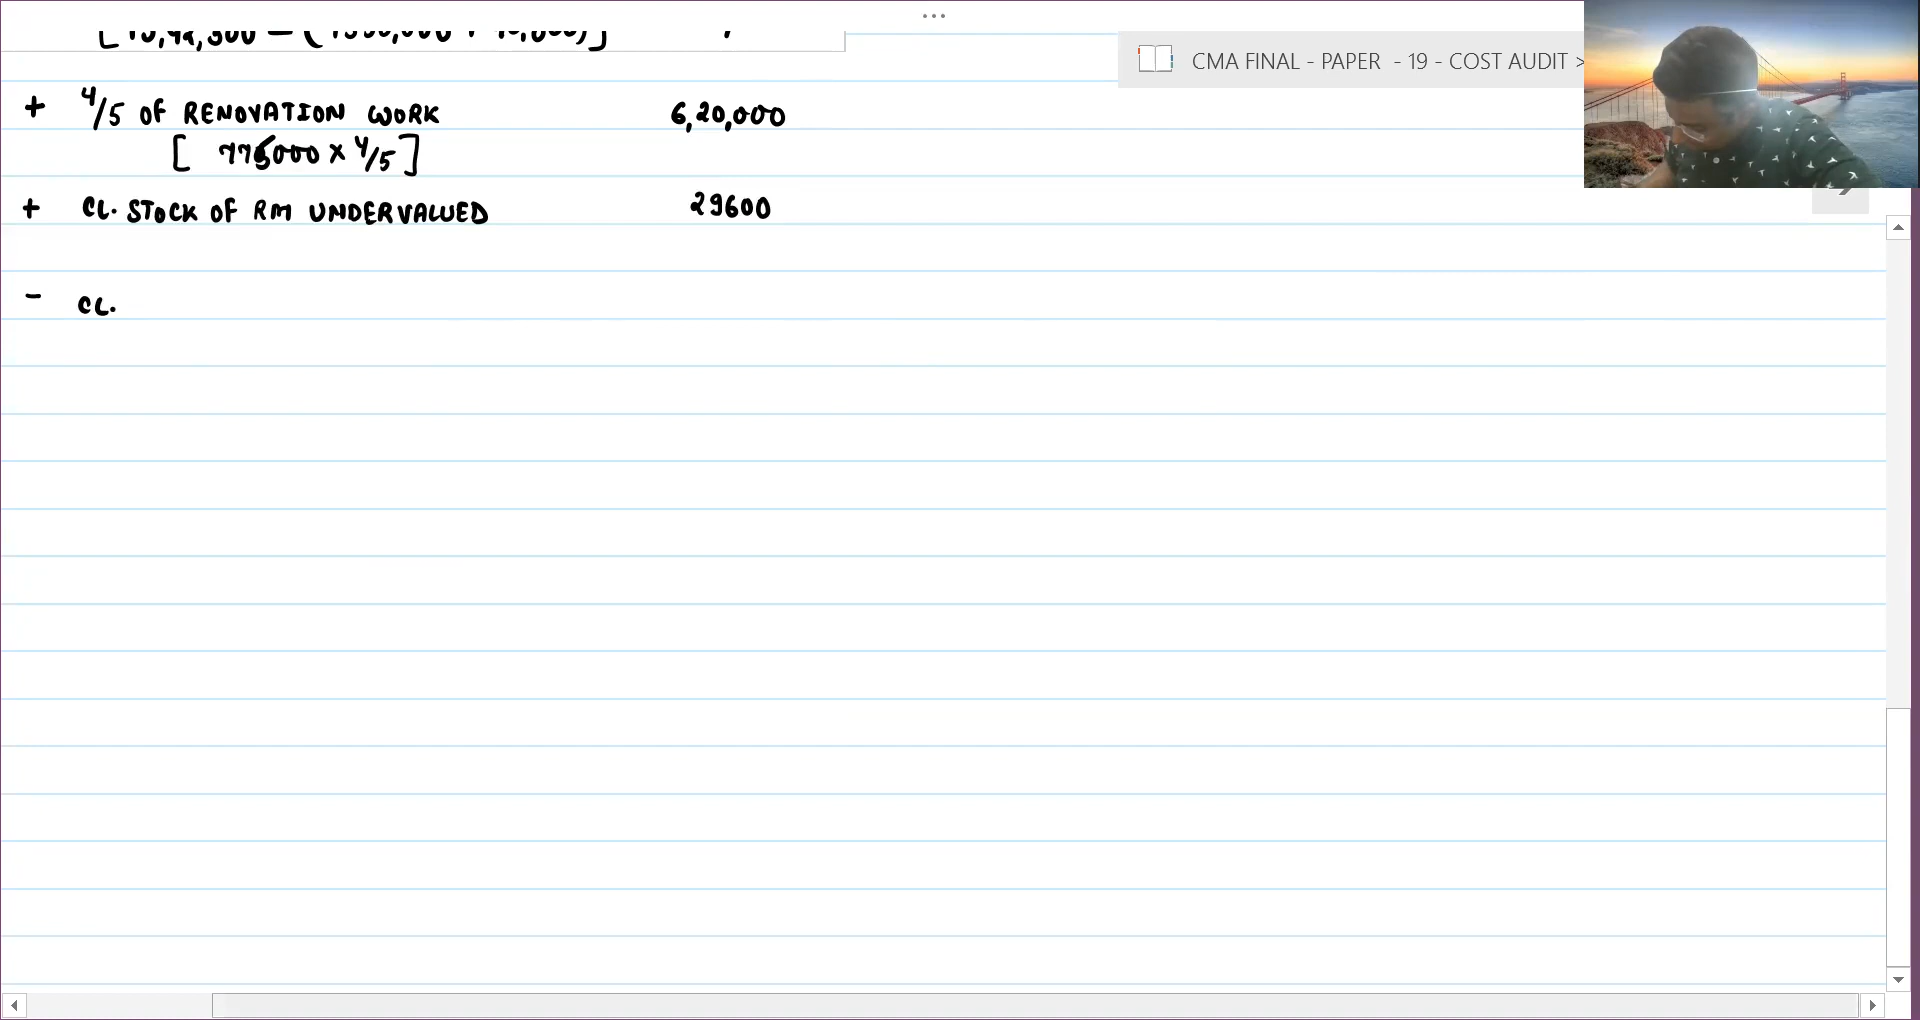 CMA FINAL - PAPER - 19 - COST AUDIT >
+ 4/5 OF RENOVATION WORK 6,20,000
[ 775000 x 4/5 ]
+ CL. STOCK OF RM UNDERVALUED 29600
- CL.